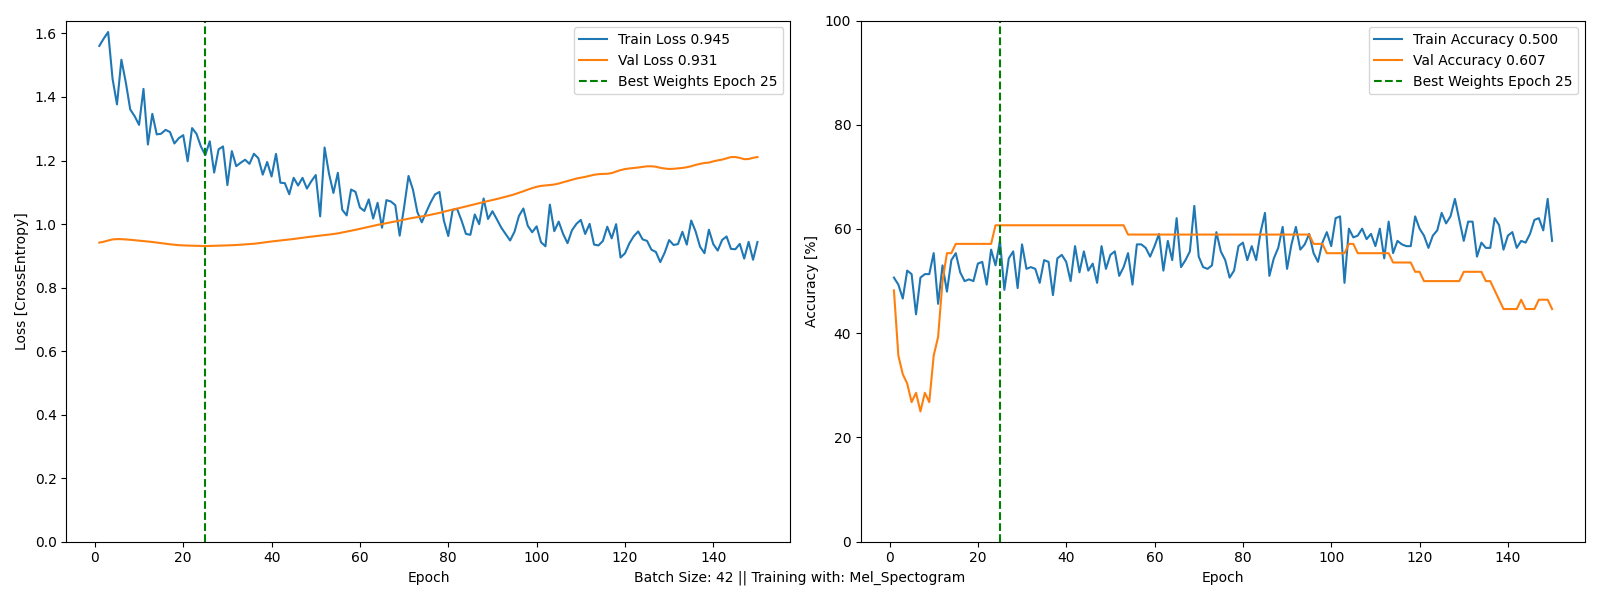 Train Loss 0.945
Val Loss 0.931
Best Weights Epoch 25
Loss [CrossEntropy]
1.6
1.4
1.2
1.0
0.8
0.6
0.4
0.2
0.0
0 20 40 60 80 100 120 140
Epoch
Train Accuracy 0.500
Val Accuracy 0.607
Best Weights Epoch 25
Accuracy [%]
100
80
60
40
20
0
0 20 40 60 80 100 120 140
Epoch
Batch Size: 42 || Training with: Mel_Spectogram